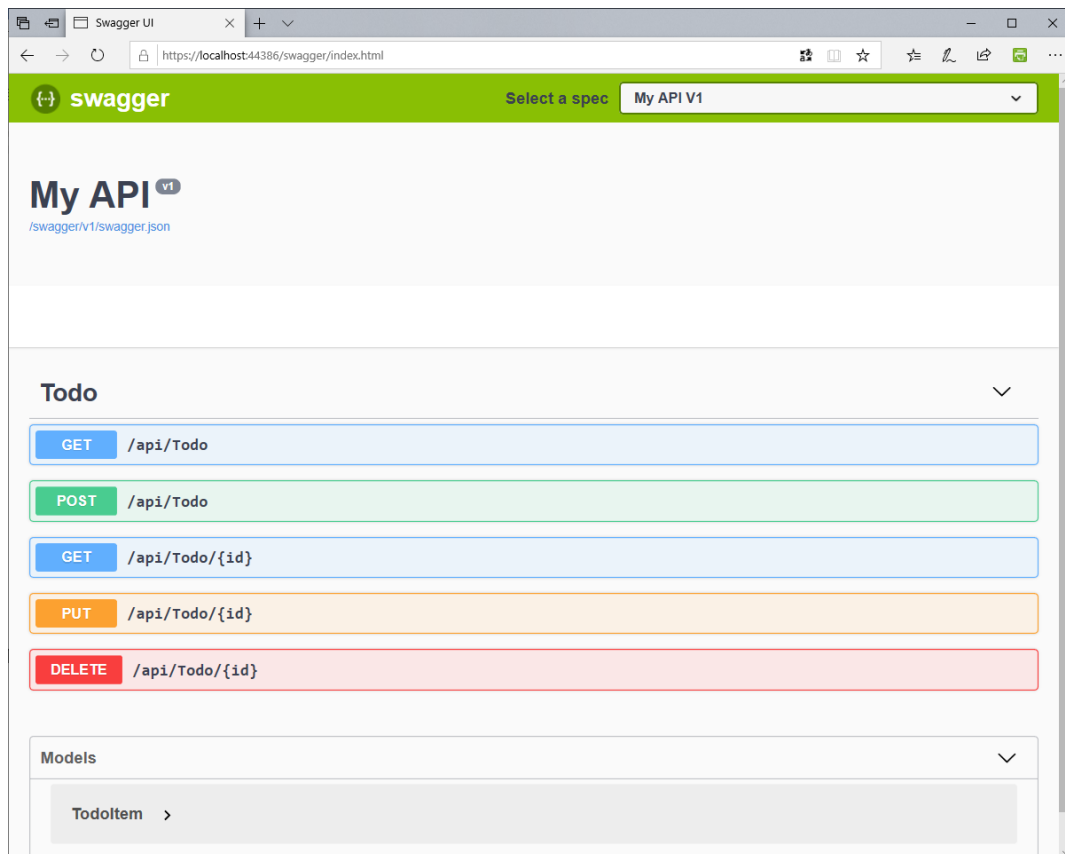 Swagger UI
https://localhost:44386/swagger/index.html
swagger
Select a spec
My API V1
My API v1
/swagger/v1/swagger.json
Todo
GET /api/Todo
POST /api/Todo
GET /api/Todo/{id}
PUT /api/Todo/{id}
DELETE /api/Todo/{id}
Models
TodoItem